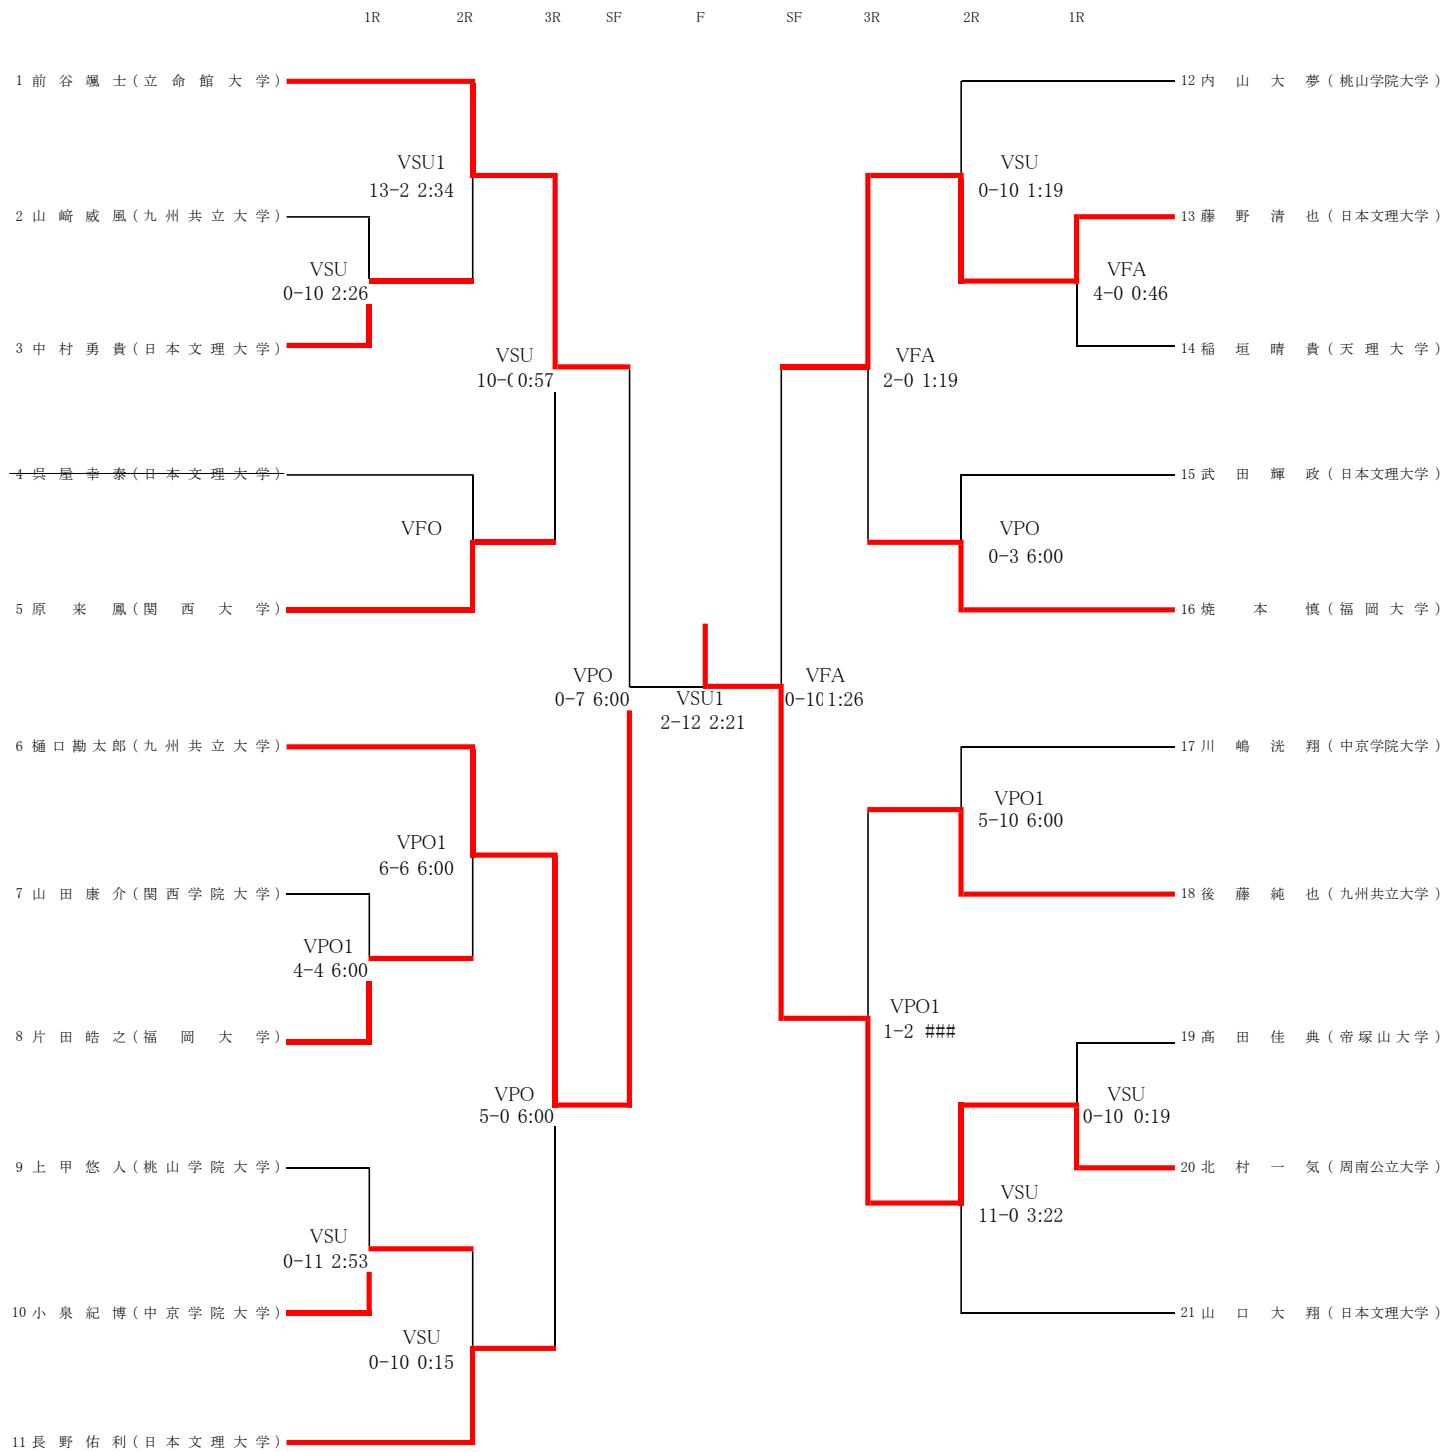 1R 2R 3R SF F SF 3R 2R 1R
1 前谷颯士(立命館大学)
12 内山大夢(桃山学院大学)
VSU1
13-2 2:34
VSU
0-10 1:19
2 山﨑威風(九州共立大学)
13 藤野清也(日本文理大学)
VSU
0-10 2:26
VFA
4-0 0:46
3 中村勇貴(日本文理大学)
14 稲垣晴貴(天理大学)
VSU
10-0 0:57
VFA
2-0 1:19
4 呉屋幸泰(日本文理大学)
15 武田輝政(日本文理大学)
VFO
VPO
0-3 6:00
5 原来鳳(関西大学)
16 焼本慎(福岡大学)
VPO
0-7 6:00
VSU1
2-12 2:21
VFA
0-10 1:26
6 樋口勘太郎(九州共立大学)
17 川嶋洸翔(中京学院大学)
VPO1
6-6 6:00
VPO1
5-10 6:00
7 山田康介(関西学院大学)
18 後藤純也(九州共立大学)
VPO1
4-4 6:00
VPO1
1-2 ###
8 片田皓之(福岡大学)
19 髙田佳典(帝塚山大学)
VPO
5-0 6:00
VSU
0-10 0:19
9 上甲悠人(桃山学院大学)
20 北村一気(周南公立大学)
VSU
0-11 2:53
VSU
11-0 3:22
10 小泉紀博(中京学院大学)
21 山口大翔(日本文理大学)
VSU
0-10 0:15
11 長野佑利(日本文理大学)